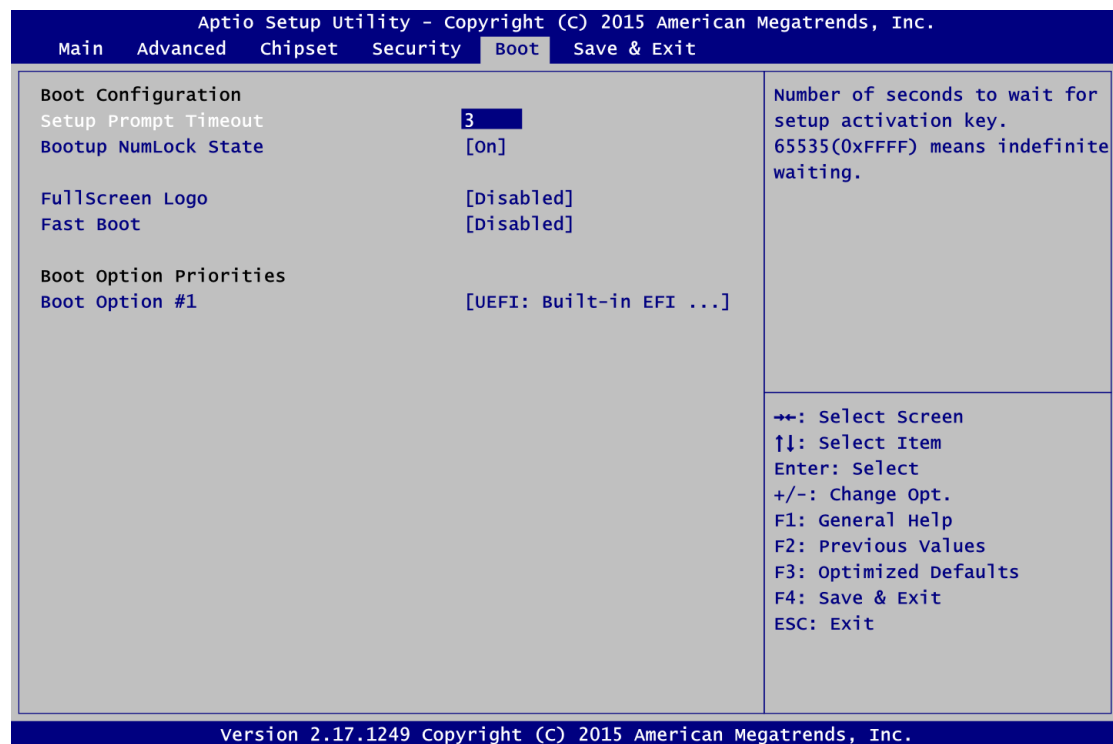 Aptio Setup Utility - Copyright (C) 2015 American Megatrends, Inc.
Main Advanced Chipset Security Boot Save & Exit
Boot Configuration
Setup Prompt Timeout 3
Bootup NumLock State [On]
FullScreen Logo [Disabled]
Fast Boot [Disabled]
Boot Option Priorities
Boot Option #1 [UEFI: Built-in EFI ...]
Number of seconds to wait for
setup activation key.
65535(0xFFFF) means indefinite
waiting.
→←: Select Screen
↑↓: Select Item
Enter: Select
+/-: Change Opt.
F1: General Help
F2: Previous Values
F3: Optimized Defaults
F4: Save & Exit
ESC: Exit
Version 2.17.1249 Copyright (C) 2015 American Megatrends, Inc.